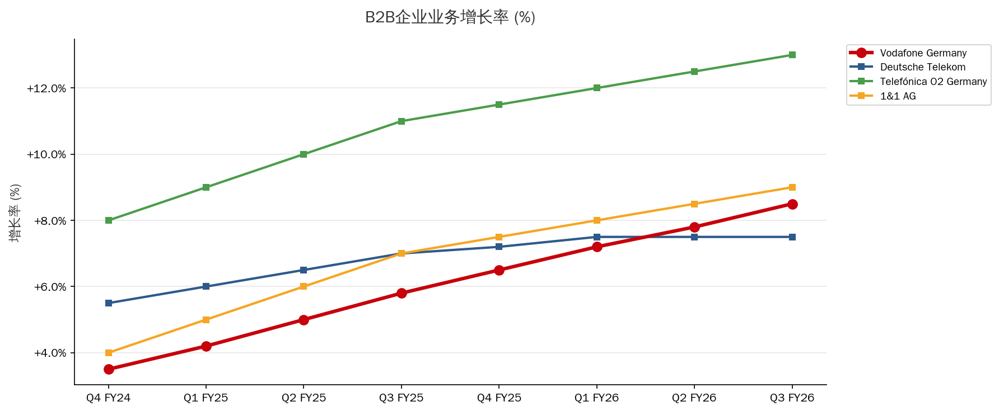 B2B企业业务增长率 (%)
Vodafone Germany
Deutsche Telekom
Telefónica O2 Germany
1&1 AG
增长率 (%)
+12.0%
+10.0%
+8.0%
+6.0%
+4.0%
Q4 FY24
Q1 FY25
Q2 FY25
Q3 FY25
Q4 FY25
Q1 FY26
Q2 FY26
Q3 FY26